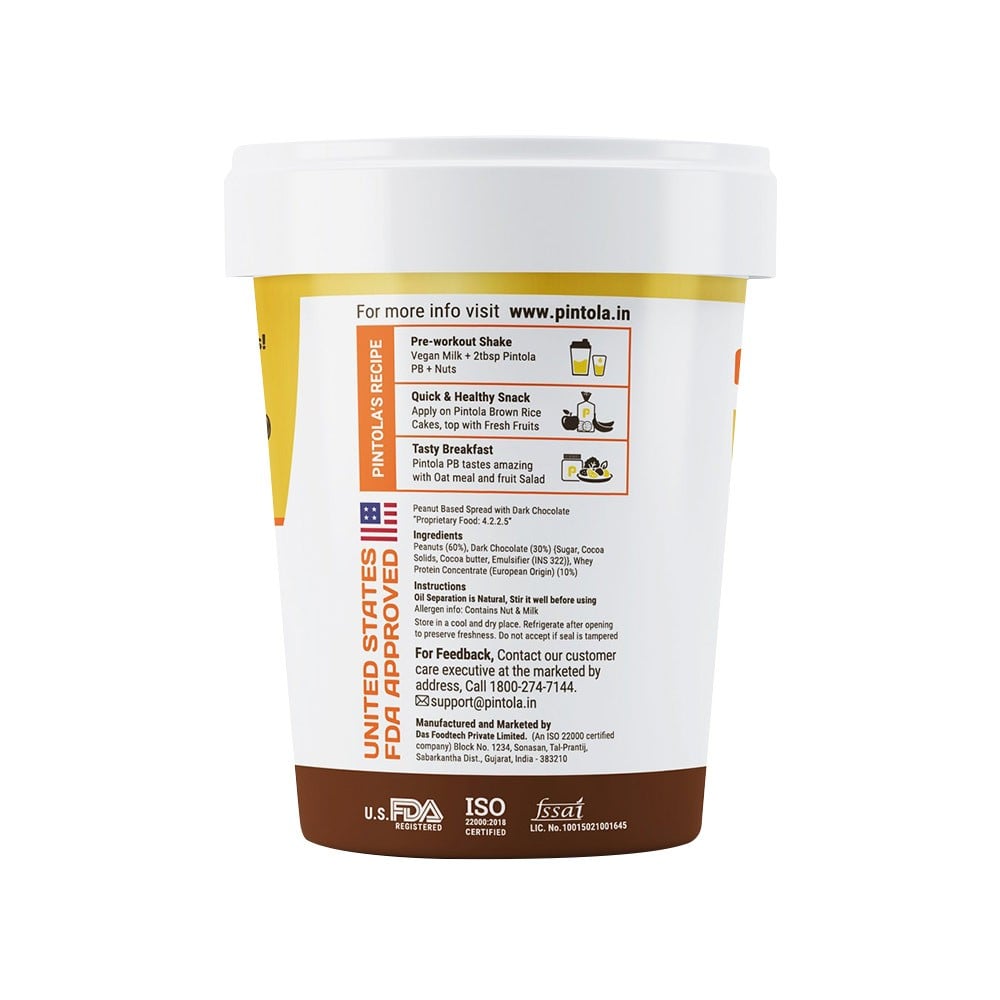 For more info visit www.pintola.in
PINTOLA'S RECIPE
Pre-workout Shake
Vegan Milk + 2tbsp Pintola
PB + Nuts
Quick & Healthy Snack
Apply on Pintola Brown Rice
Cakes, top with Fresh Fruits
Tasty Breakfast
Pintola PB tastes amazing
with Oat meal and fruit Salad
UNITED STATES
FDA APPROVED
Peanut Based Spread with Dark Chocolate
"Proprietary Food: 4.2.2.5"
Ingredients
Peanuts (60%), Dark Chocolate (30%) {Sugar, Cocoa
Solids, Cocoa butter, Emulsifier (INS 322)}, Whey
Protein Concentrate (European Origin) (10%)
Instructions
Oil Separation is Natural, Stir it well before using
Allergen info: Contains Nut & Milk
Store in a cool and dry place. Refrigerate after opening
to preserve freshness. Do not accept if seal is tampered
For Feedback, Contact our customer
care executive at the marketed by
address, Call 1800-274-7144.
support@pintola.in
Manufactured and Marketed by
Das Foodtech Private Limited. (An ISO 22000 certified
company) Block No. 1234, Sonasan, Tal-Prantij,
Sabarkantha Dist., Gujarat, India - 383210
U.S. FDA
REGISTERED
ISO
22000:2018
CERTIFIED
fssai
LIC. No. 10015021001645